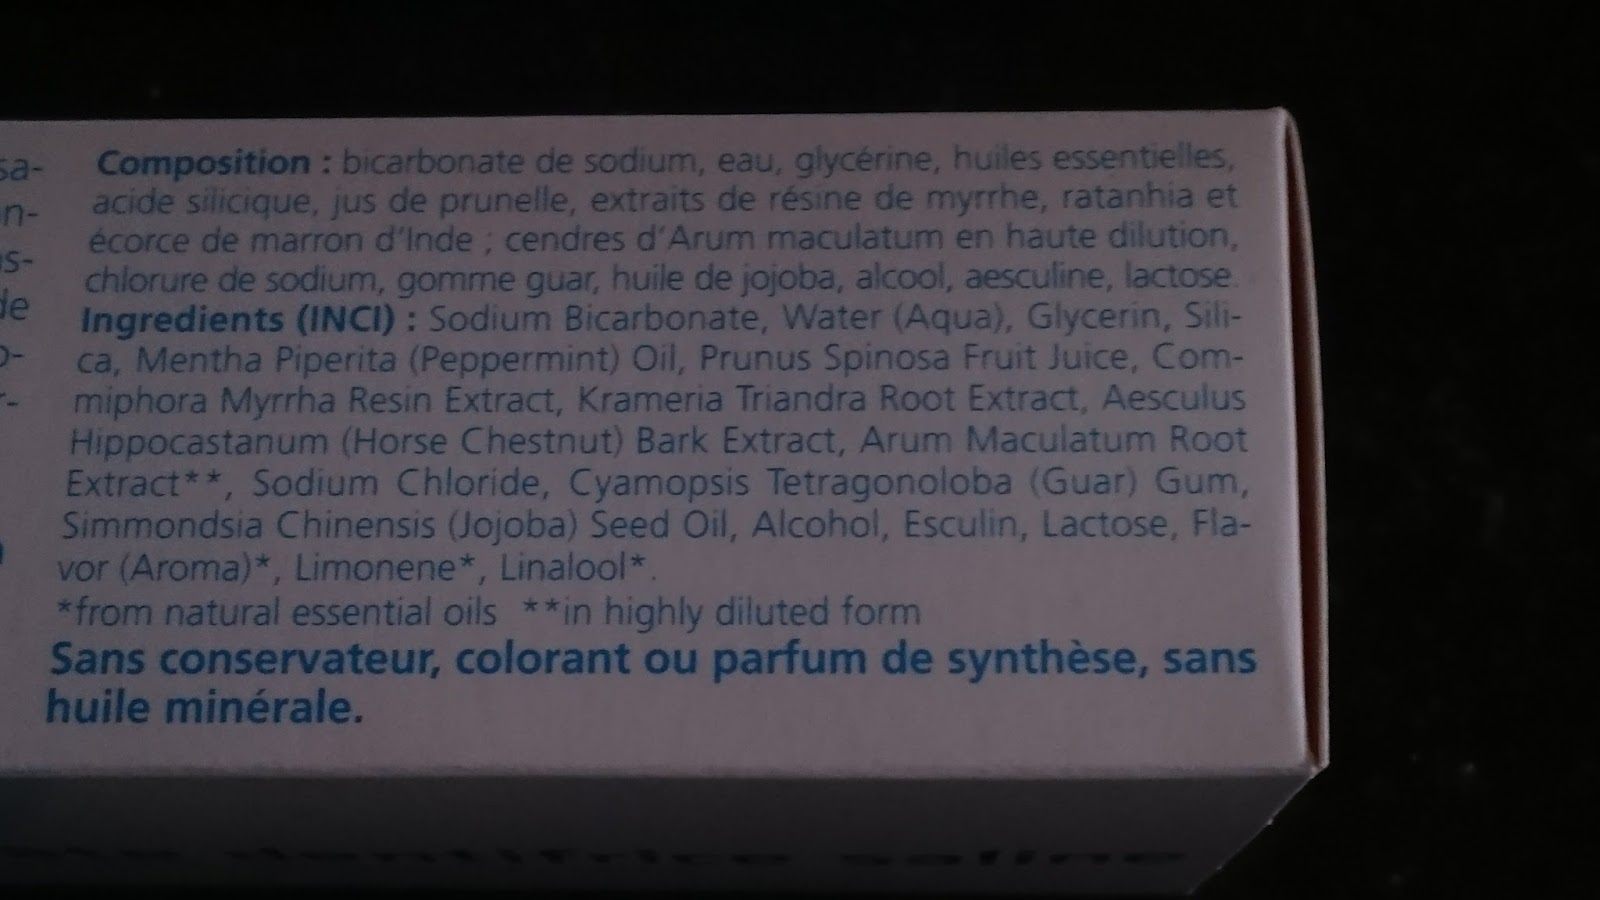 sa-
n-
s-
de
o-
r-
Composition : bicarbonate de sodium, eau, glycérine, huiles essentielles,
acide silicique, jus de prunelle, extraits de résine de myrrhe, ratanhia et
écorce de marron d'Inde ; cendres d'Arum maculatum en haute dilution,
chlorure de sodium, gomme guar, huile de jojoba, alcool, aesculine, lactose.
Ingredients (INCI) : Sodium Bicarbonate, Water (Aqua), Glycerin, Sili-
ca, Mentha Piperita (Peppermint) Oil, Prunus Spinosa Fruit Juice, Com-
miphora Myrrha Resin Extract, Krameria Triandra Root Extract, Aesculus
Hippocastanum (Horse Chestnut) Bark Extract, Arum Maculatum Root
Extract**, Sodium Chloride, Cyamopsis Tetragonoloba (Guar) Gum,
Simmondsia Chinensis (Jojoba) Seed Oil, Alcohol, Esculin, Lactose, Fla-
vor (Aroma)*, Limonene*, Linalool*.
*from natural essential oils **in highly diluted form
Sans conservateur, colorant ou parfum de synthèse, sans
huile minérale.
dentifrice saline